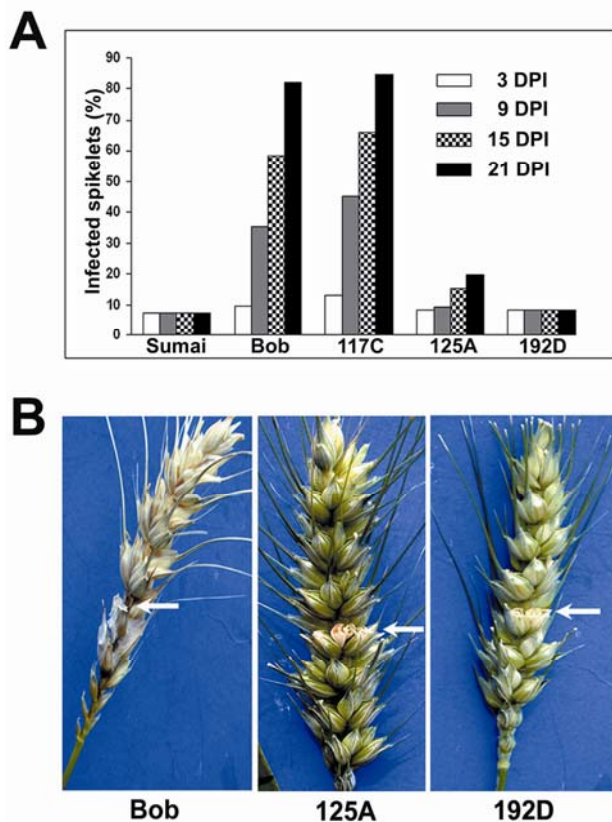 A
Infected spikelets (%)
90
80
70
60
50
40
30
20
10
0
3 DPI
9 DPI
15 DPI
21 DPI
Sumai Bob 117C 125A 192D
B
Bob 125A 192D